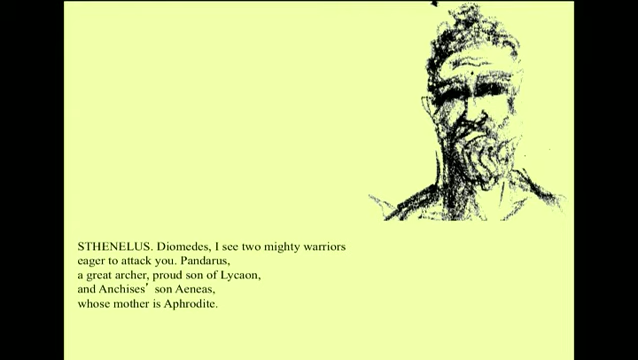 STHENELUS. Diomedes, I see two mighty warriors
eager to attack you. Pandarus,
a great archer, proud son of Lycaon,
and Anchises’ son Aeneas,
whose mother is Aphrodite.